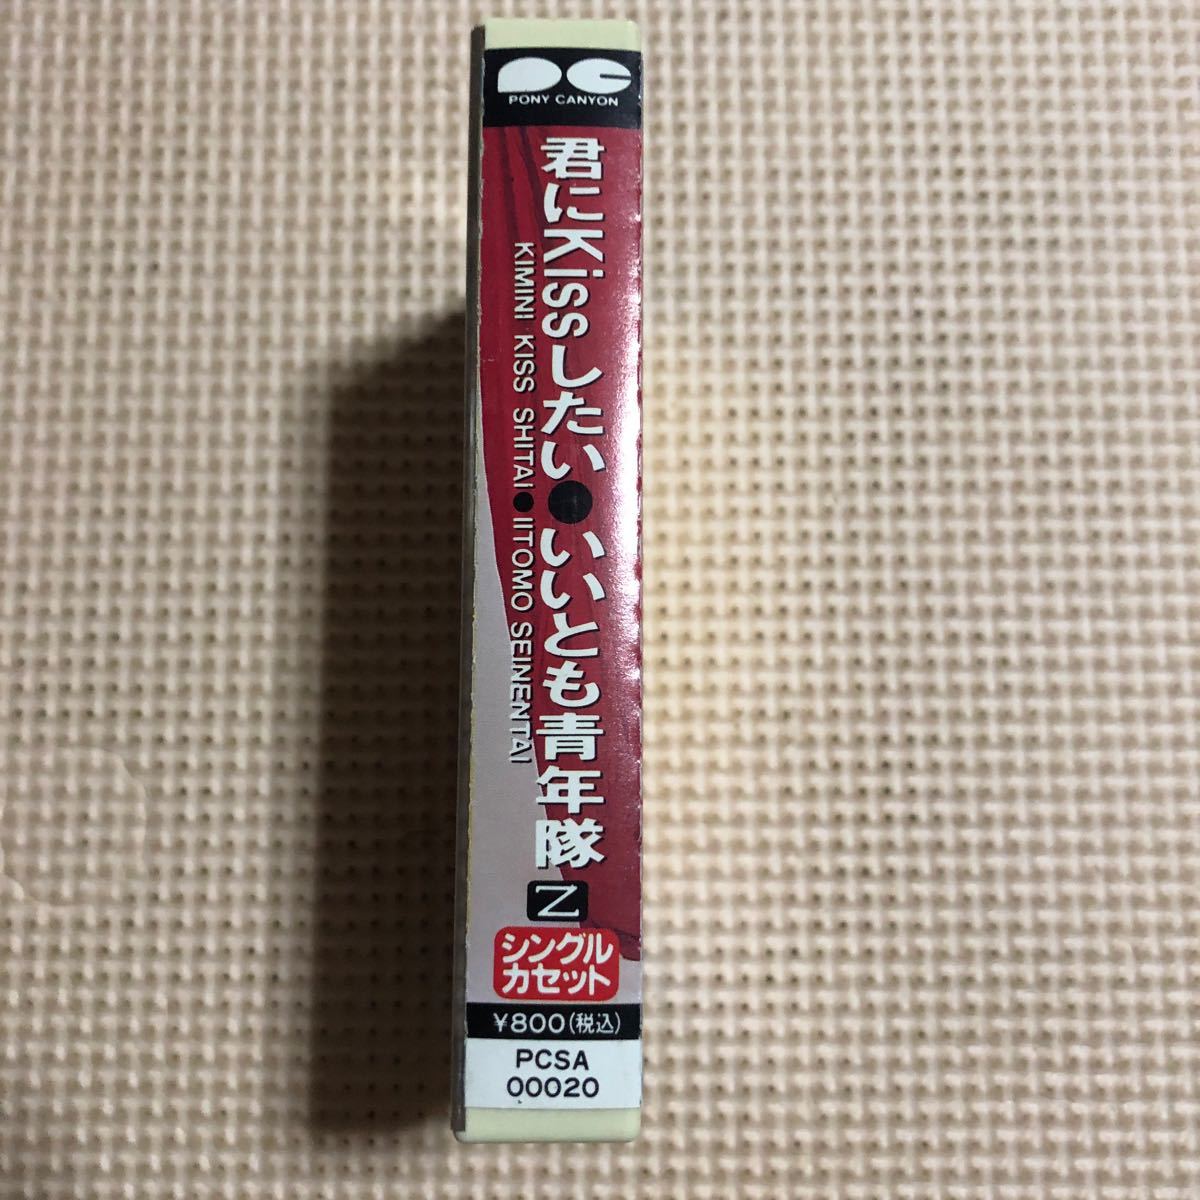 PONY CANYON
君にKissしたい●いいとも青年隊
KIMINI KISS SHITAI●IITOMO SEINENTAI
Z
シングル
カセット
¥800(税込)
PCSA
00020